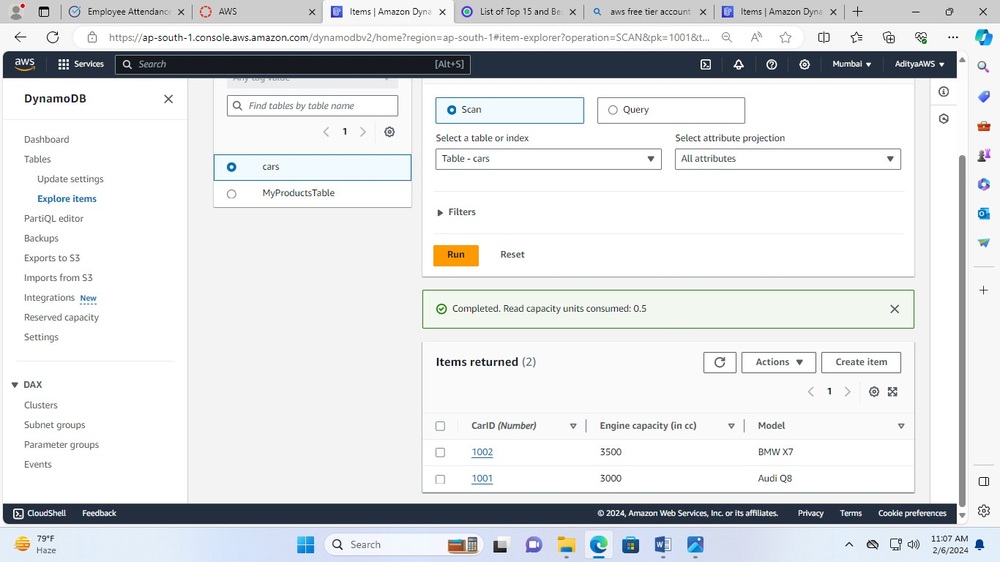 Employee Attendance
AWS
Items | Amazon Dyna
List of Top 15 and Be
aws free tier account
Items | Amazon Dyna
https://ap-south-1.console.aws.amazon.com/dynamodbv2/home?region=ap-south-1#item-explorer?operation=SCAN&pk=1001&t...
aws
Services
Search
[Alt+S]
Mumbai
AdityaAWS
DynamoDB
Dashboard
Tables
Update settings
Explore items
PartiQL editor
Backups
Exports to S3
Imports from S3
Integrations New
Reserved capacity
Settings
DAX
Clusters
Subnet groups
Parameter groups
Events
Any tag value
Find tables by table name
1
cars
MyProductsTable
Scan
Query
Select a table or index
Select attribute projection
Table - cars
All attributes
Filters
Run
Reset
Completed. Read capacity units consumed: 0.5
Items returned (2)
Actions
Create item
1
CarID (Number)
Engine capacity (in cc)
Model
1002
3500
BMW X7
1001
3000
Audi Q8
CloudShell
Feedback
© 2024, Amazon Web Services, Inc. or its affiliates.
Privacy
Terms
Cookie preferences
79°F
Haze
Search
11:07 AM
2/6/2024